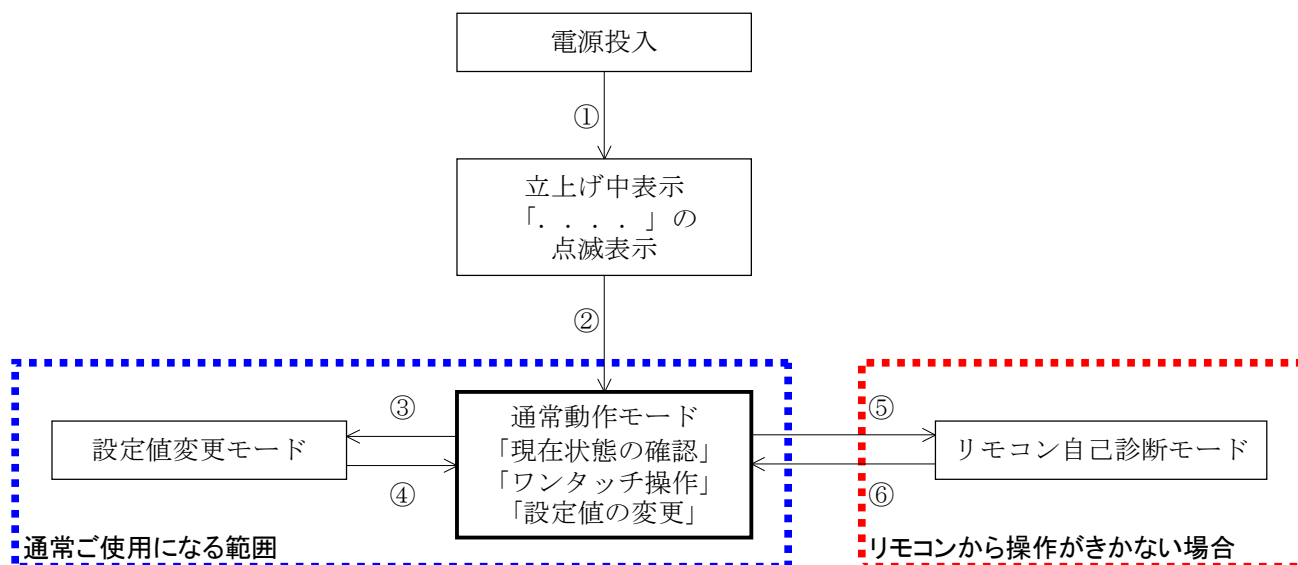 電源投入
①
立上げ中表示
「．．．．」の
点滅表示
②
③
通常動作モード
⑤
設定値変更モード
「現在状態の確認」
リモコン自己診断モード
「ワンタッチ操作」
④
⑥
「設定値の変更」
通常ご使用になる範囲
リモコンから操作がきかない場合